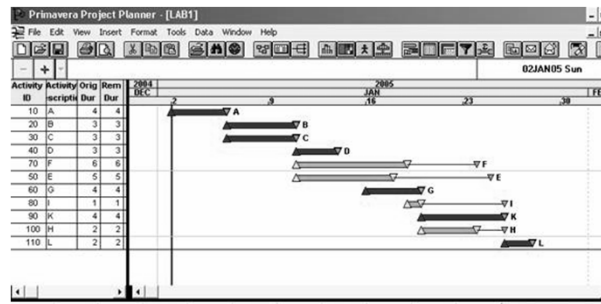 Primavera Project Planner - [LAB1]
File Edit View Insert Format Tools Data Window Help
02JAN05 Sun
Activity Activity Orig Rem 2004 2005
ID escripti Dur Dur DEC JAN FE
2 9 16 23 30
10 A 4 4 A
20 B 3 3 B
30 C 3 3 C
40 D 3 3 D
70 F 6 6 F
50 E 5 5 E
60 G 4 4 G
80 I 1 1 I
90 K 4 4 K
100 H 2 2 H
110 L 2 2 L